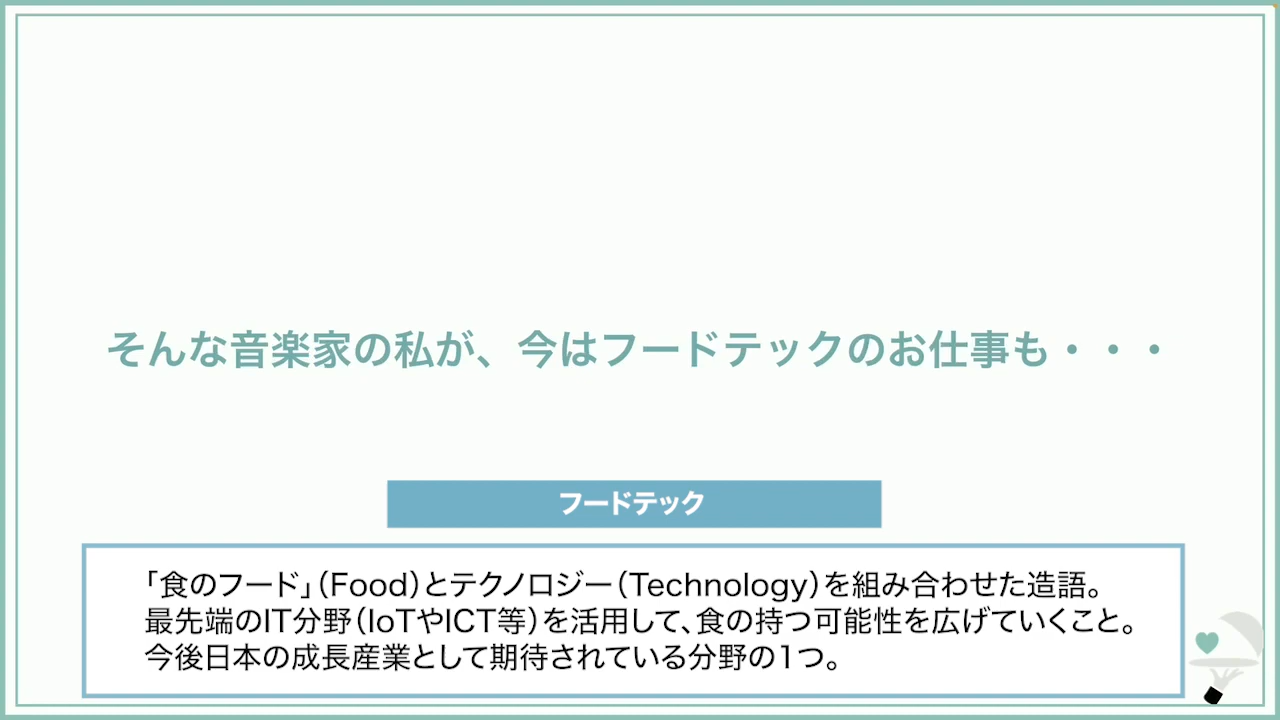 そんな音楽家の私が、今はフードテックのお仕事も・・・
フードテック
「食のフード」（Food）とテクノロジー（Technology）を組み合わせた造語。
最先端のIT分野（IoTやICT等）を活用して、食の持つ可能性を広げていくこと。
今後日本の成長産業として期待されている分野の1つ。